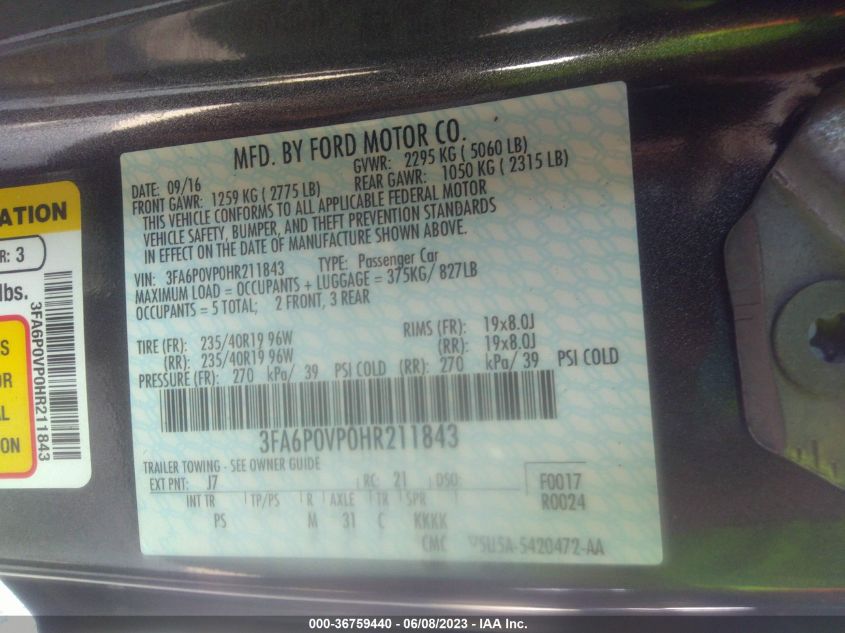 MFD. BY FORD MOTOR CO.
DATE: 09/16 GVWR: 2295 KG ( 5060 LB)
FRONT GAWR: 1259 KG ( 2775 LB) REAR GAWR: 1050 KG ( 2315 LB)
THIS VEHICLE CONFORMS TO ALL APPLICABLE FEDERAL MOTOR
VEHICLE SAFETY, BUMPER, AND THEFT PREVENTION STANDARDS
IN EFFECT ON THE DATE OF MANUFACTURE SHOWN ABOVE.
VIN: 3FA6P0VP0HR211843 TYPE: Passenger Car
MAXIMUM LOAD = OCCUPANTS + LUGGAGE = 375KG/ 827LB
OCCUPANTS = 5 TOTAL; 2 FRONT, 3 REAR
TIRE (FR): 235/40R19 96W RIMS (FR): 19x8.0J
(RR): 235/40R19 96W (RR): 19x8.0J
PRESSURE (FR): 270 kPa/ 39 PSI COLD (RR): 270 kPa/ 39 PSI COLD
3FA6P0VP0HR211843
TRAILER TOWING - SEE OWNER GUIDE
EXT PNT: J7 RC: 21 DSO: F0017
INT TR TP/PS R AXLE TR SPR R0024
PS M 31 C KKKK
CMC 5U5A-5420472-AA
ATION
R: 3
lbs.
3FA6P0VP0HR211843
S
OR
AL
ON
000-36759440 - 06/08/2023 - IAA Inc.